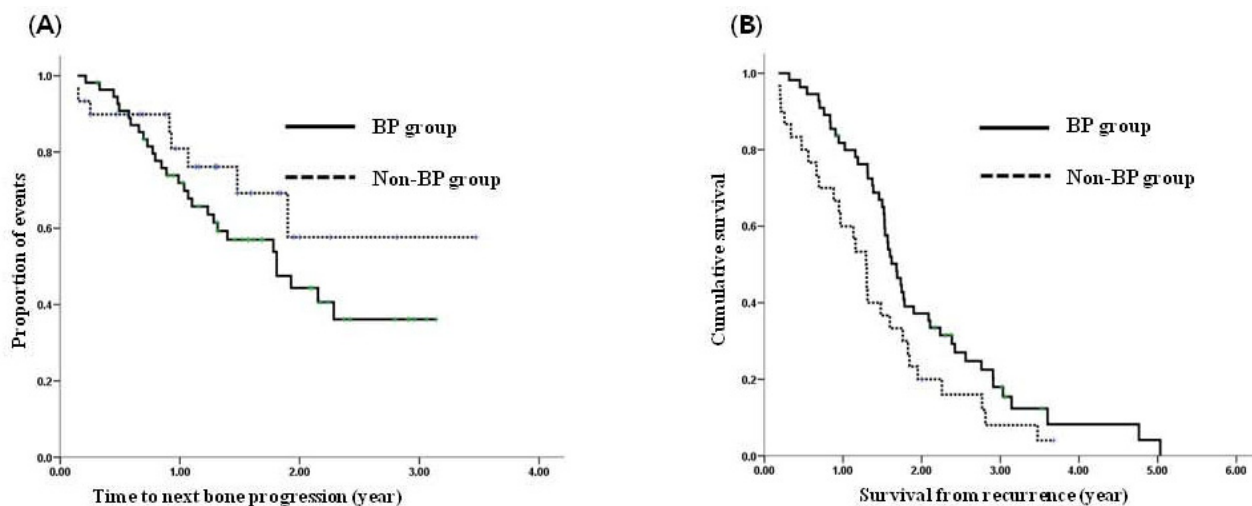 (A)
Proportion of events
1.0
0.8
0.6
0.4
0.2
0.0
0.00 1.00 2.00 3.00 4.00
Time to next bone progression (year)
BP group
Non-BP group
(B)
Cumulative survival
1.0
0.8
0.6
0.4
0.2
0.0
0.00 1.00 2.00 3.00 4.00 5.00 6.00
Survival from recurrence (year)
BP group
Non-BP group